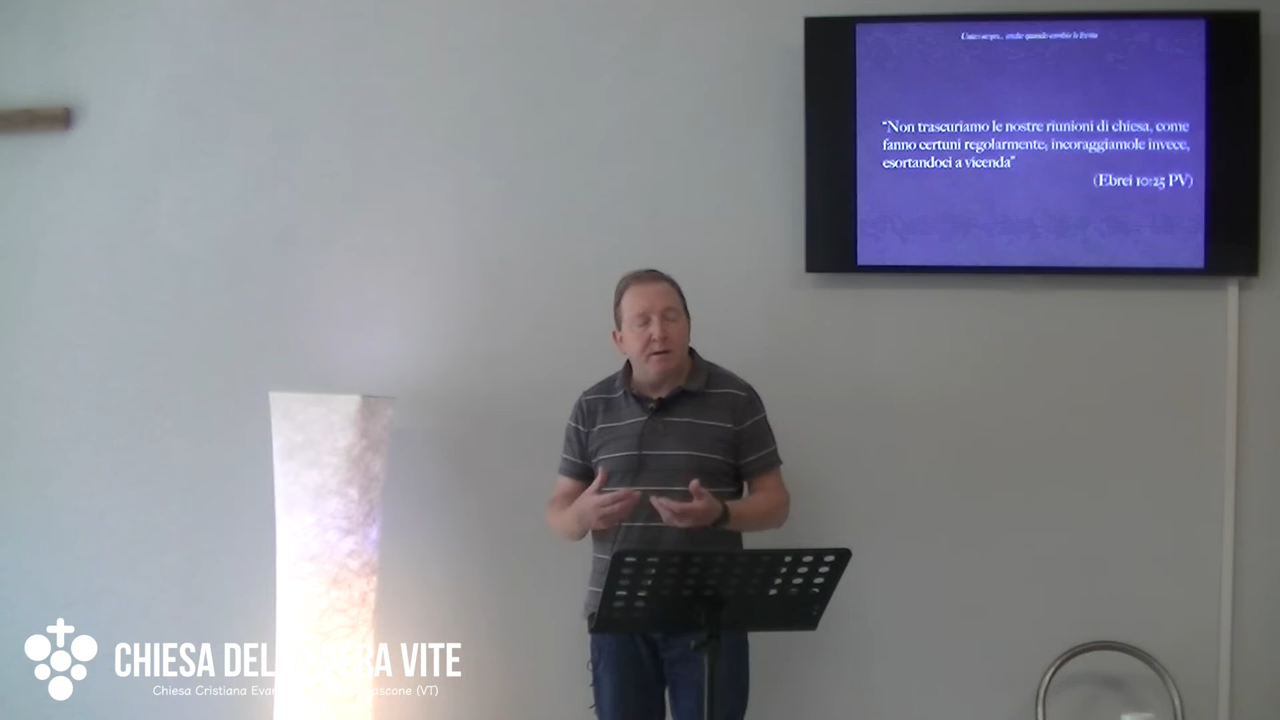 "Non trascuriamo le nostre riunioni di chiesa, come
fanno certuni regolarmente, incoraggiamole invece,
esortandoci a vicenda"
(Ebrei 10:25 PV)
CHIESA DEL VITE
Chiesa Cristiana (VT)